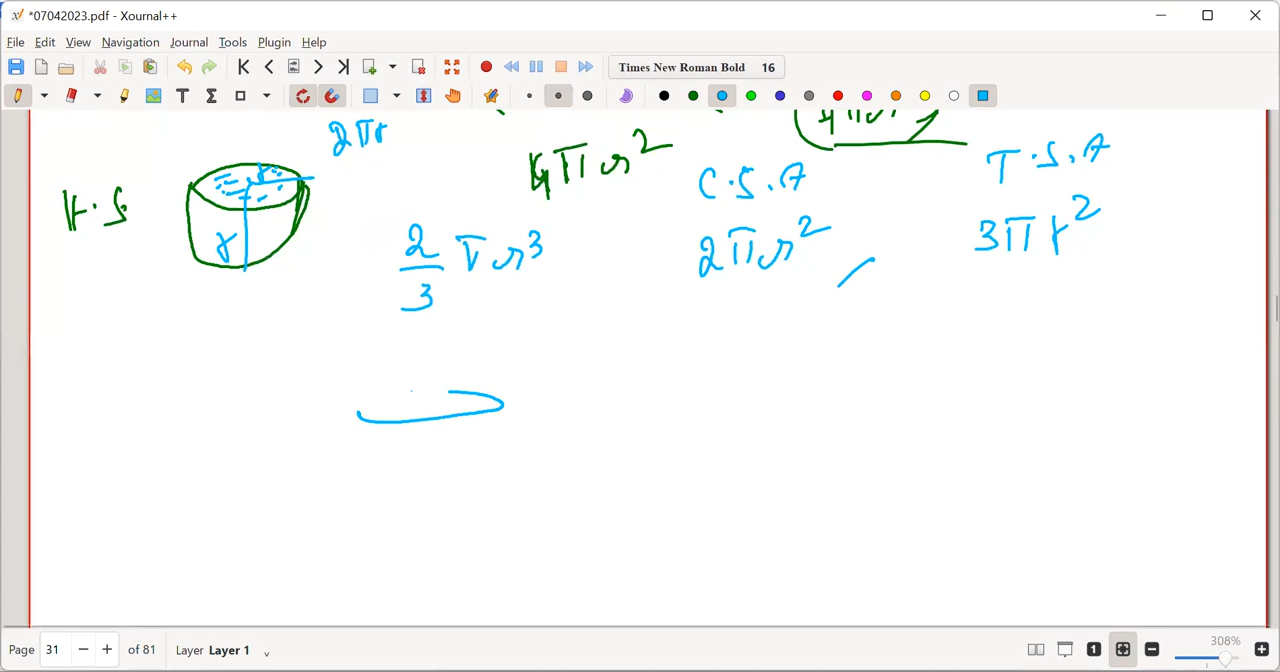 *07042023.pdf - Xournal++
File Edit View Navigation Journal Tools Plugin Help
Times New Roman Bold 16
2πr
4πr²
C.S.A
T.S.A
H.S
r
r
2/3 πr³
2πr²
3πr²
Page 31 of 81 Layer Layer 1
308%
1